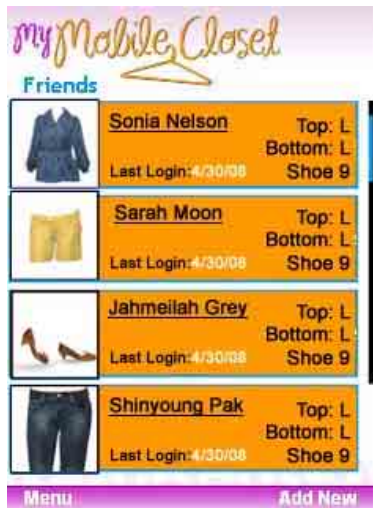 My Mobile Closet
Friends
Sonia Nelson
Top: L
Bottom: L
Last Login:4/30/08
Shoe 9
Sarah Moon
Top: L
Bottom: L
Last Login:4/30/08
Shoe 9
Jahmeilah Grey
Top: L
Bottom: L
Last Login:4/30/08
Shoe 9
Shinyoung Pak
Top: L
Bottom: L
Last Login:4/30/08
Shoe 9
Menu
Add New